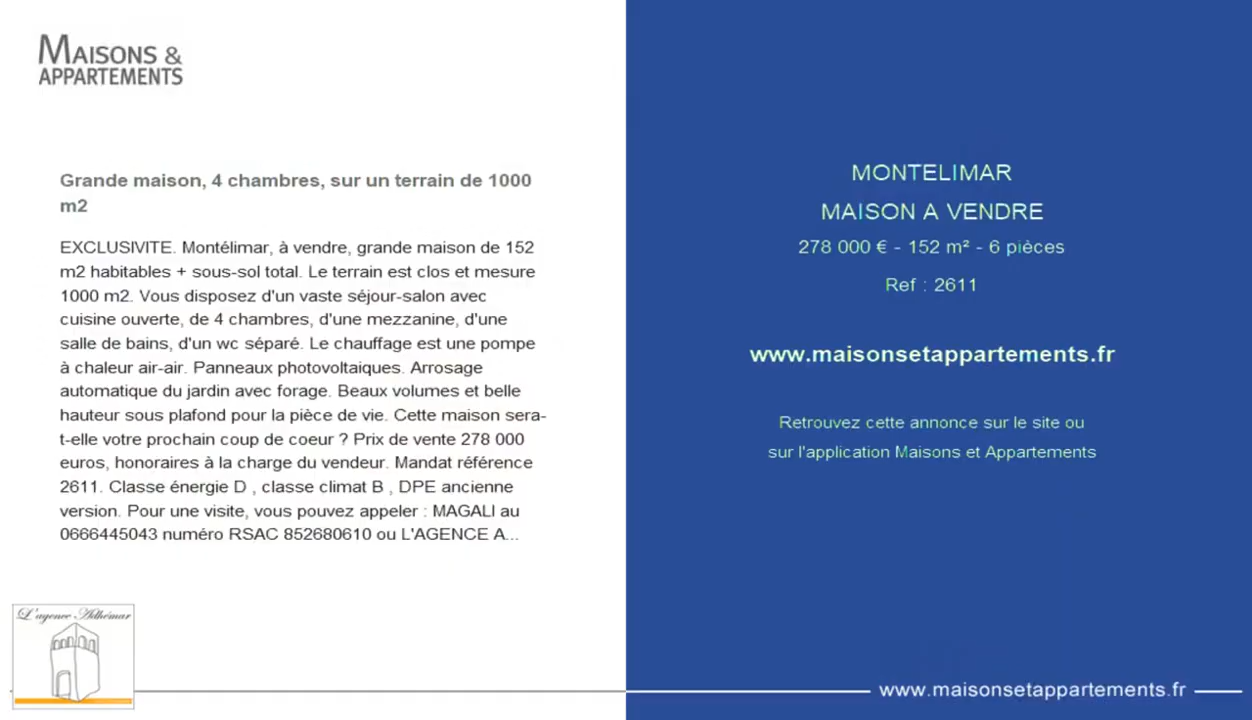 MAISONS &
APPARTEMENTS
Grande maison, 4 chambres, sur un terrain de 1000
m2
EXCLUSIVITE. Montélimar, à vendre, grande maison de 152
m2 habitables + sous-sol total. Le terrain est clos et mesure
1000 m2. Vous disposez d'un vaste séjour-salon avec
cuisine ouverte, de 4 chambres, d'une mezzanine, d'une
salle de bains, d'un wc séparé. Le chauffage est une pompe
à chaleur air-air. Panneaux photovoltaiques. Arrosage
automatique du jardin avec forage. Beaux volumes et belle
hauteur sous plafond pour la pièce de vie. Cette maison sera-
t-elle votre prochain coup de coeur ? Prix de vente 278 000
euros, honoraires à la charge du vendeur. Mandat référence
2611. Classe énergie D , classe climat B , DPE ancienne
version. Pour une visite, vous pouvez appeler : MAGALI au
0666445043 numéro RSAC 852680610 ou L'AGENCE A...
L'agence Adhémar
MONTELIMAR
MAISON A VENDRE
278 000 € - 152 m² - 6 pièces
Ref : 2611
www.maisonsetappartements.fr
Retrouvez cette annonce sur le site ou
sur l'application Maisons et Appartements
www.maisonsetappartements.fr